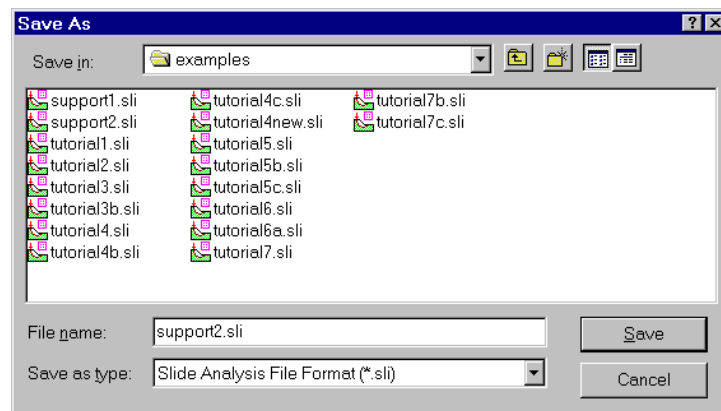 Save As
Save in:
examples
support1.sli
support2.sli
tutorial1.sli
tutorial2.sli
tutorial3.sli
tutorial3b.sli
tutorial4.sli
tutorial4b.sli
tutorial4c.sli
tutorial4new.sli
tutorial5.sli
tutorial5b.sli
tutorial5c.sli
tutorial6.sli
tutorial6a.sli
tutorial7.sli
tutorial7b.sli
tutorial7c.sli
File name:
support2.sli
Save
Save as type:
Slide Analysis File Format (*.sli)
Cancel